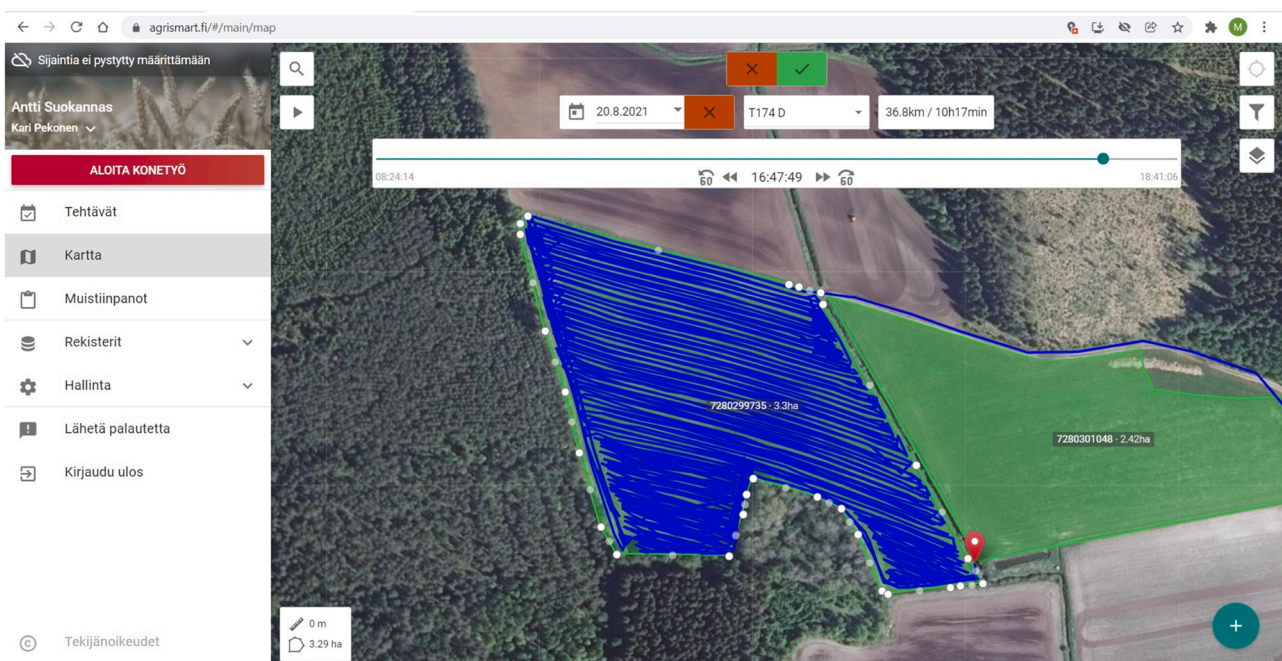 agrismart.fi/#/main/map
M
Sijaintia ei pystytty määrittämään
Antti Suokannas
Kari Pekonen
ALOITA KONETYÖ
Tehtävät
Kartta
Muistiinpanot
Rekisterit
Hallinta
Lähetä palautetta
Kirjaudu ulos
© Tekijänoikeudet
20.8.2021
T174 D
36.8km / 10h17min
08:24:14
60
16:47:49
60
18:41:06
7280299735 · 3.3ha
7280301048 · 2.42ha
0 m
3.29 ha